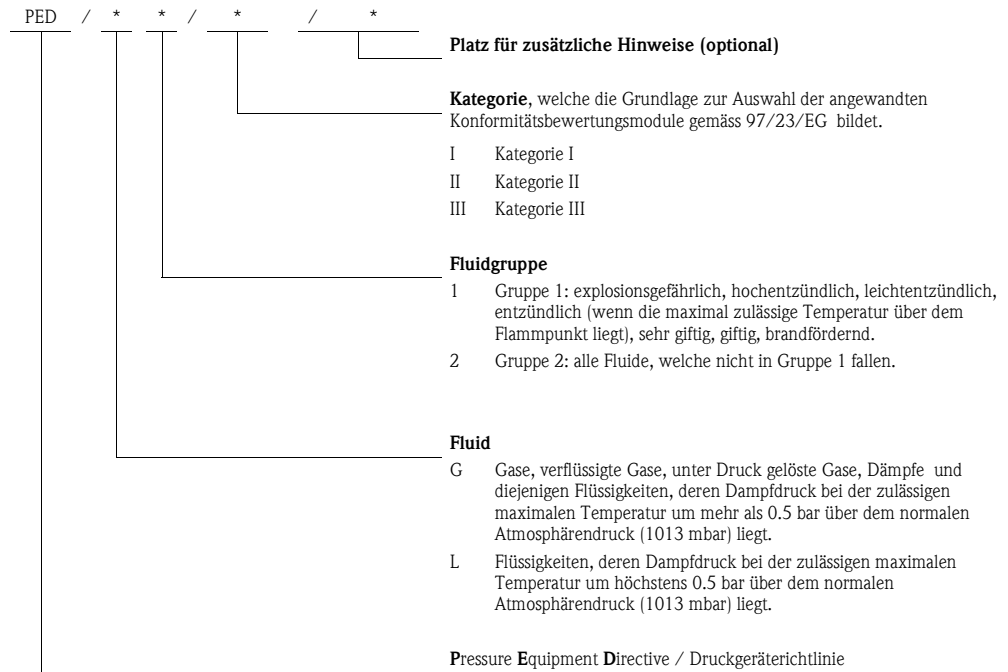 PED / * * / * / *
Platz für zusätzliche Hinweise (optional)
Kategorie, welche die Grundlage zur Auswahl der angewandten
Konformitätsbewertungsmodule gemäss 97/23/EG bildet.
I Kategorie I
II Kategorie II
III Kategorie III
Fluidgruppe
1 Gruppe 1: explosionsgefährlich, hochentzündlich, leichtentzündlich,
entzündlich (wenn die maximal zulässige Temperatur über dem
Flammpunkt liegt), sehr giftig, giftig, brandfördernd.
2 Gruppe 2: alle Fluide, welche nicht in Gruppe 1 fallen.
Fluid
G Gase, verflüssigte Gase, unter Druck gelöste Gase, Dämpfe und
diejenigen Flüssigkeiten, deren Dampfdruck bei der zulässigen
maximalen Temperatur um mehr als 0.5 bar über dem normalen
Atmosphärendruck (1013 mbar) liegt.
L Flüssigkeiten, deren Dampfdruck bei der zulässigen maximalen
Temperatur um höchstens 0.5 bar über dem normalen
Atmosphärendruck (1013 mbar) liegt.
Pressure Equipment Directive / Druckgeräterichtlinie